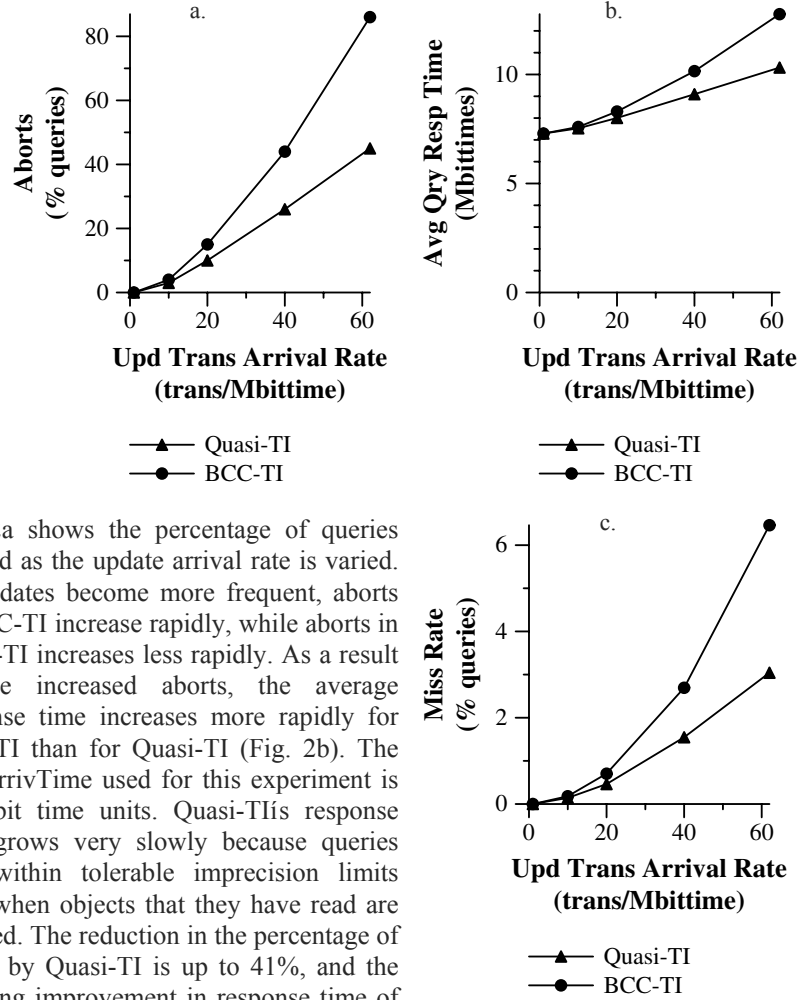 a.
80
60
40
20
0
Aborts
(% queries)
0 20 40 60
Upd Trans Arrival Rate
(trans/Mbittime)
Quasi-TI
BCC-TI
b.
10
5
0
Avg Qry Resp Time
(Mbittimes)
0 20 40 60
Upd Trans Arrival Rate
(trans/Mbittime)
Quasi-TI
BCC-TI
a shows the percentage of queries
d as the update arrival rate is varied.
dates become more frequent, aborts
C-TI increase rapidly, while aborts in
-TI increases less rapidly. As a result
e increased aborts, the average
nse time increases more rapidly for
TI than for Quasi-TI (Fig. 2b). The
rrivTime used for this experiment is
bit time units. Quasi-TIís response
grows very slowly because queries
within tolerable imprecision limits
when objects that they have read are
ed. The reduction in the percentage of
by Quasi-TI is up to 41%, and the
ng improvement in response time of
c.
6
4
2
0
Miss Rate
(% queries)
0 20 40 60
Upd Trans Arrival Rate
(trans/Mbittime)
Quasi-TI
BCC-TI